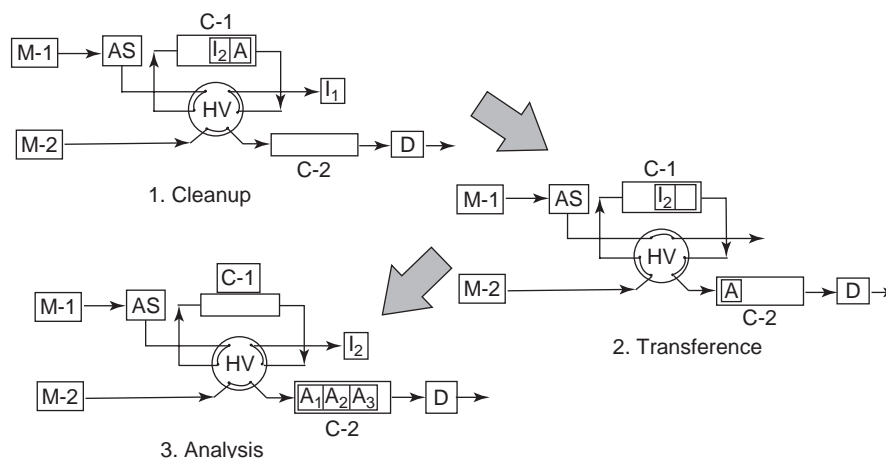 C-1
M-1 AS I₂ A
I₁
HV
M-2 D
C-2
1. Cleanup
C-1
M-1 AS I₂
HV
M-2 A D
C-2
2. Transference
C-1
M-1 AS
HV I₂
M-2 A₁ A₂ A₃ D
C-2
3. Analysis